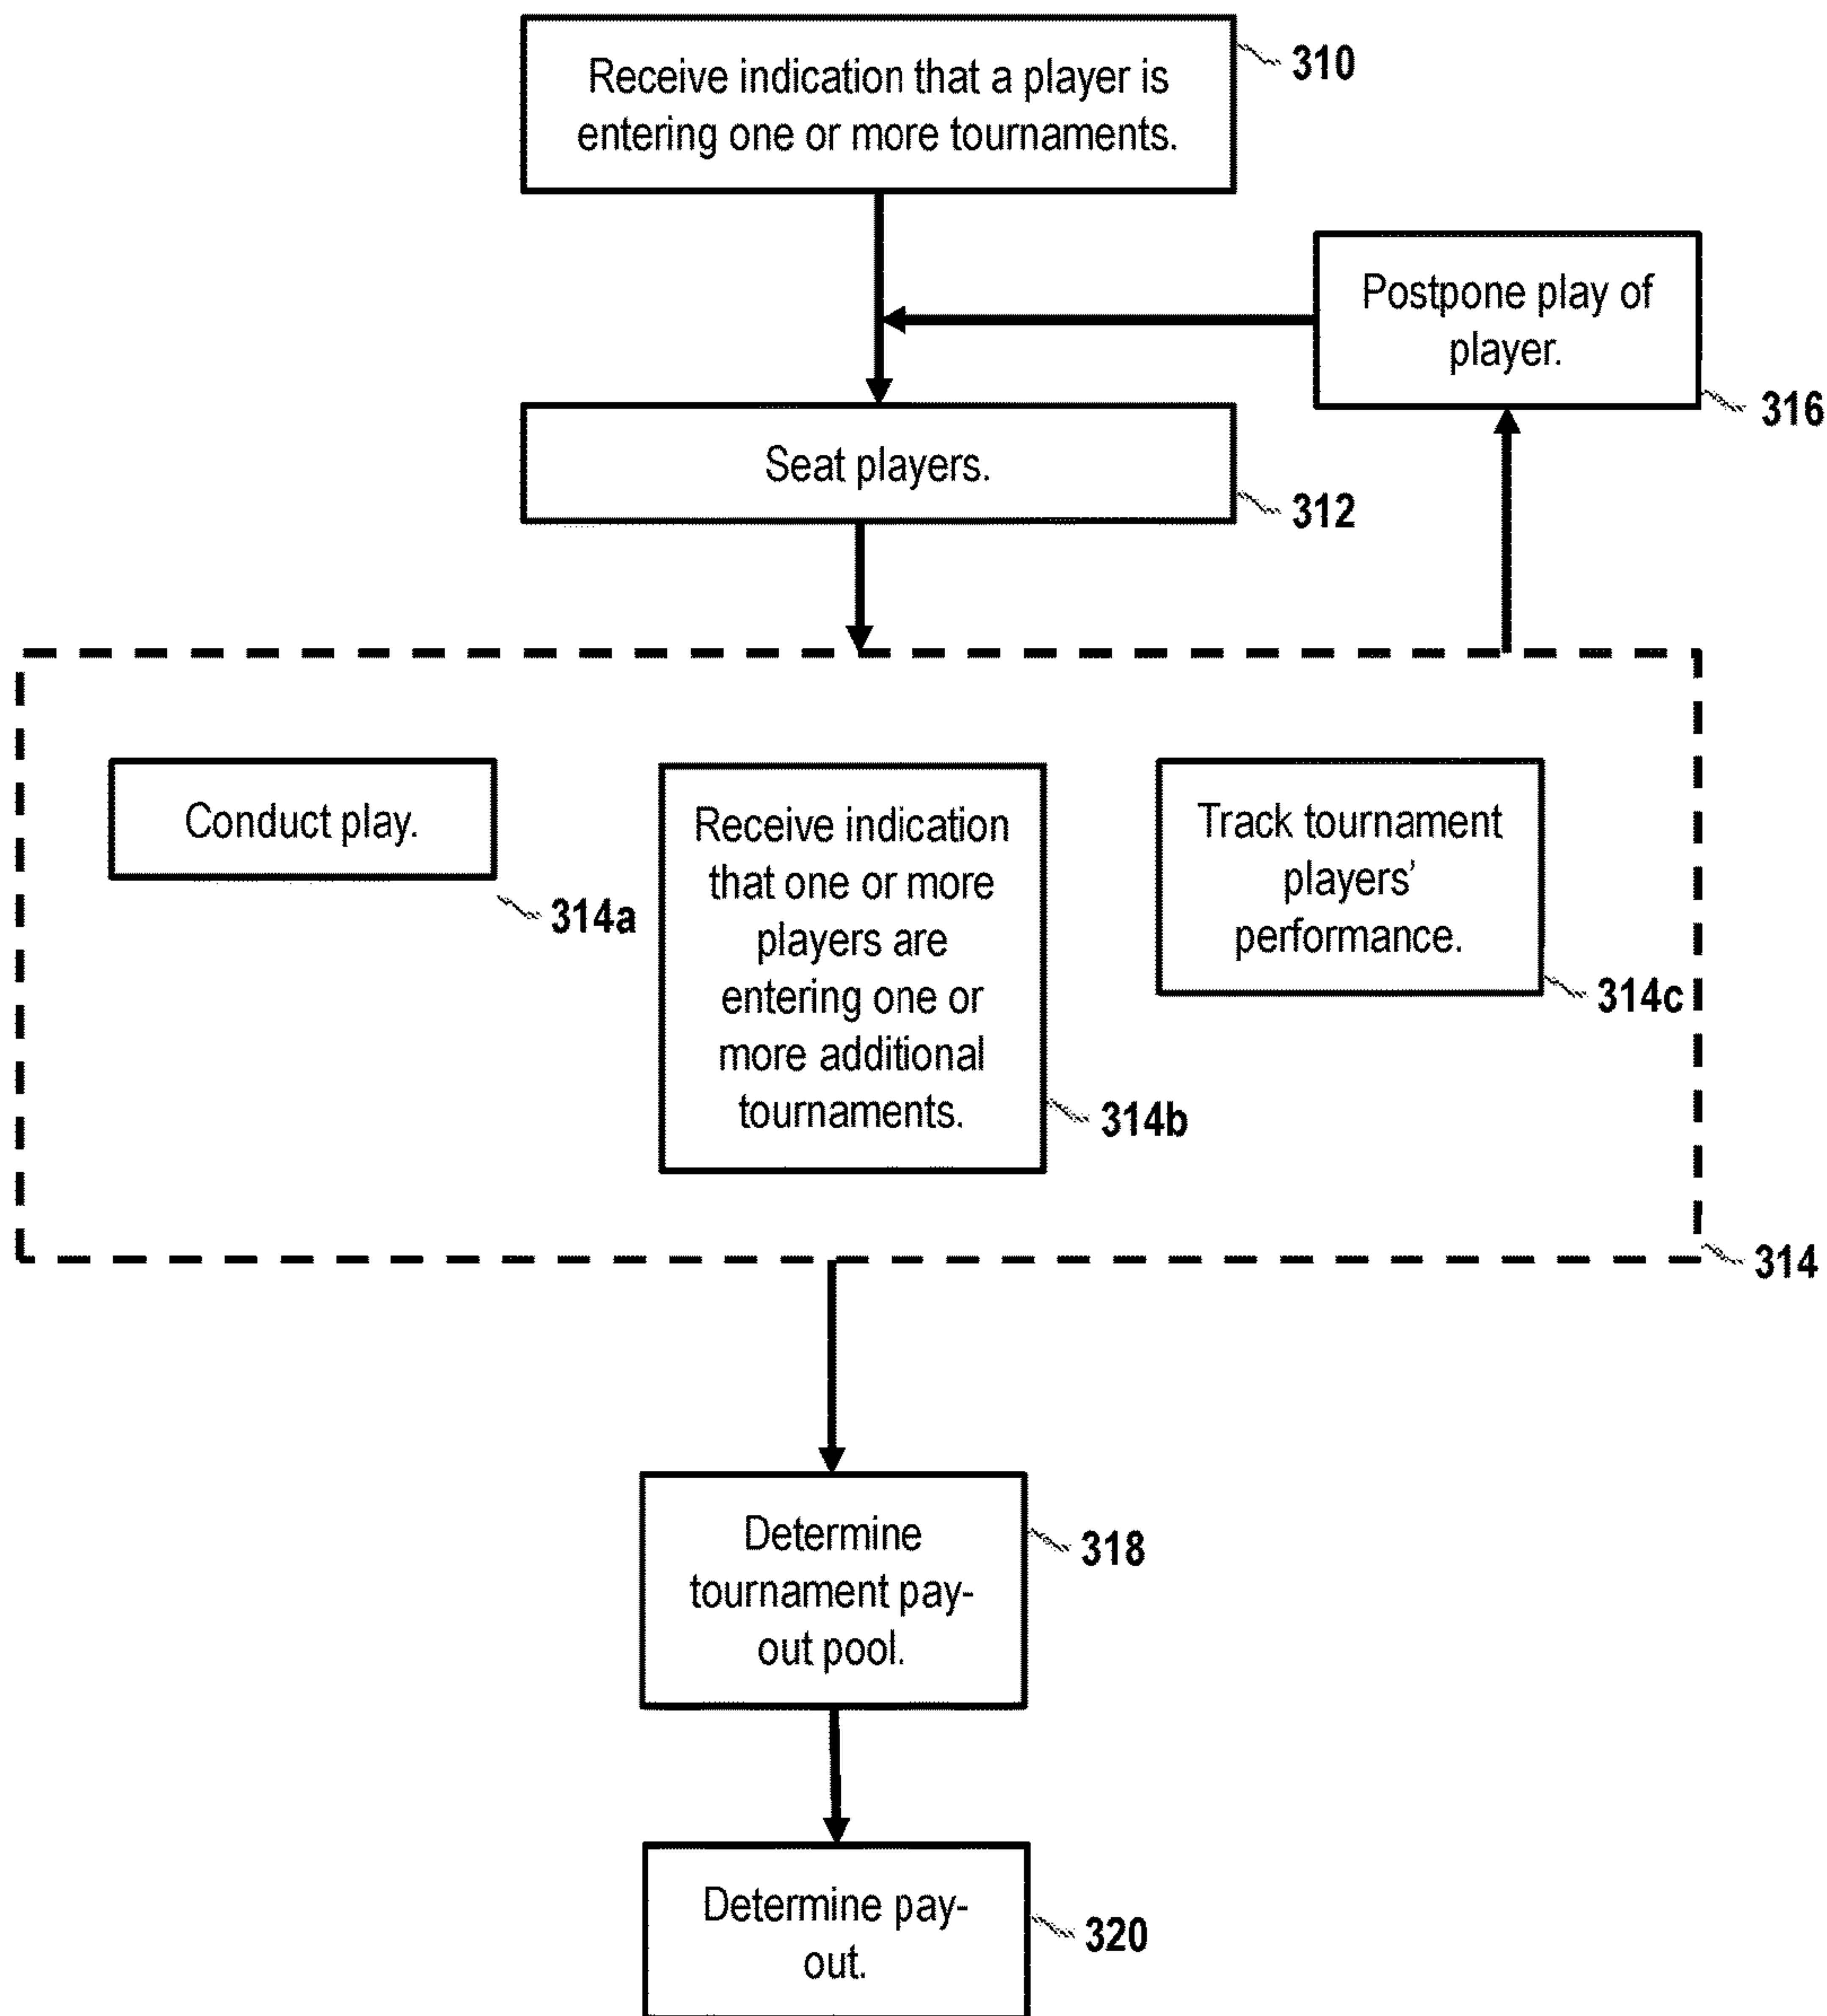 Receive indication that a player is
entering one or more tournaments.
310
Postpone play of
player.
316
Seat players.
312
Conduct play.
314a
Receive indication
that one or more
players are
entering one or
more additional
tournaments.
314b
Track tournament
players’
performance.
314c
314
Determine
tournament pay-
out pool.
318
Determine pay-
out.
320